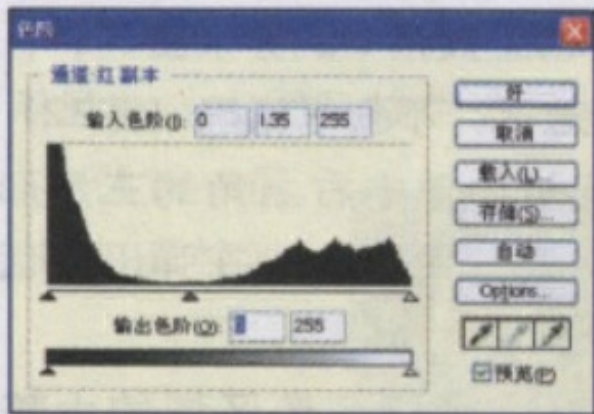 色阶
通道:红 副本
输入色阶(I): 0 1.35 255
输出色阶(O): 255
好
取消
载入(L)...
存储(S)...
自动
Options...
预览(P)